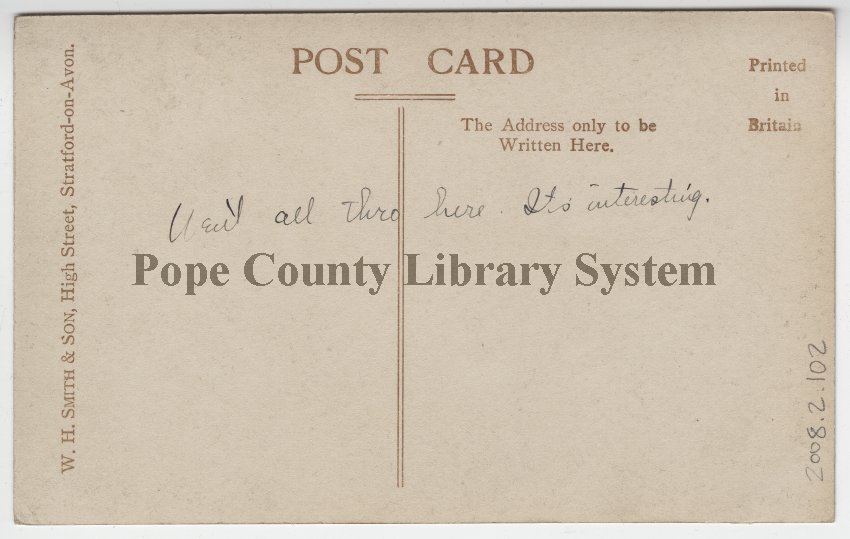 POST CARD
Printed
in
Britain
The Address only to be
Written Here.
Went all thro here. Its interesting.
Pope County Library System
W. H. SMITH & SON, High Street, Stratford-on-Avon.
2008.2.102